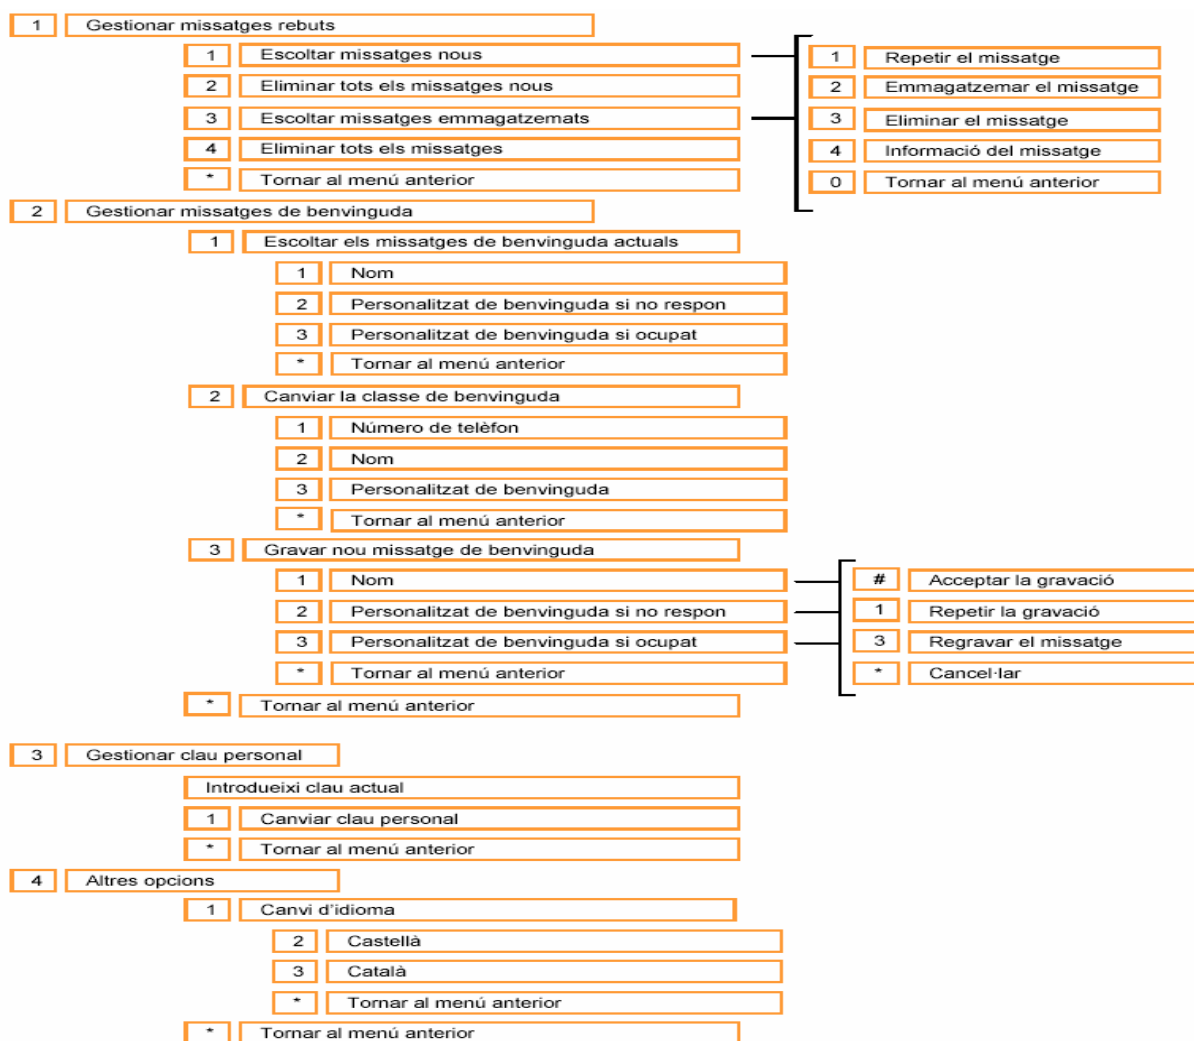 1 Gestionar missatges rebuts
1 Escoltar missatges nous
1 Repetir el missatge
2 Eliminar tots els missatges nous
2 Emmagatzemar el missatge
3 Escoltar missatges emmagatzemats
3 Eliminar el missatge
4 Eliminar tots els missatges
4 Informació del missatge
* Tornar al menú anterior
0 Tornar al menú anterior
2 Gestionar missatges de benvinguda
1 Escoltar els missatges de benvinguda actuals
1 Nom
2 Personalitzat de benvinguda si no respon
3 Personalitzat de benvinguda si ocupat
* Tornar al menú anterior
2 Canviar la classe de benvinguda
1 Número de telèfon
2 Nom
3 Personalitzat de benvinguda
* Tornar al menú anterior
3 Gravar nou missatge de benvinguda
1 Nom
# Acceptar la gravació
2 Personalitzat de benvinguda si no respon
1 Repetir la gravació
3 Personalitzat de benvinguda si ocupat
3 Regravar el missatge
* Tornar al menú anterior
* Cancel·lar
* Tornar al menú anterior
3 Gestionar clau personal
Introdueixi clau actual
1 Canviar clau personal
* Tornar al menú anterior
4 Altres opcions
1 Canvi d'idioma
2 Castellà
3 Català
* Tornar al menú anterior
* Tornar al menú anterior